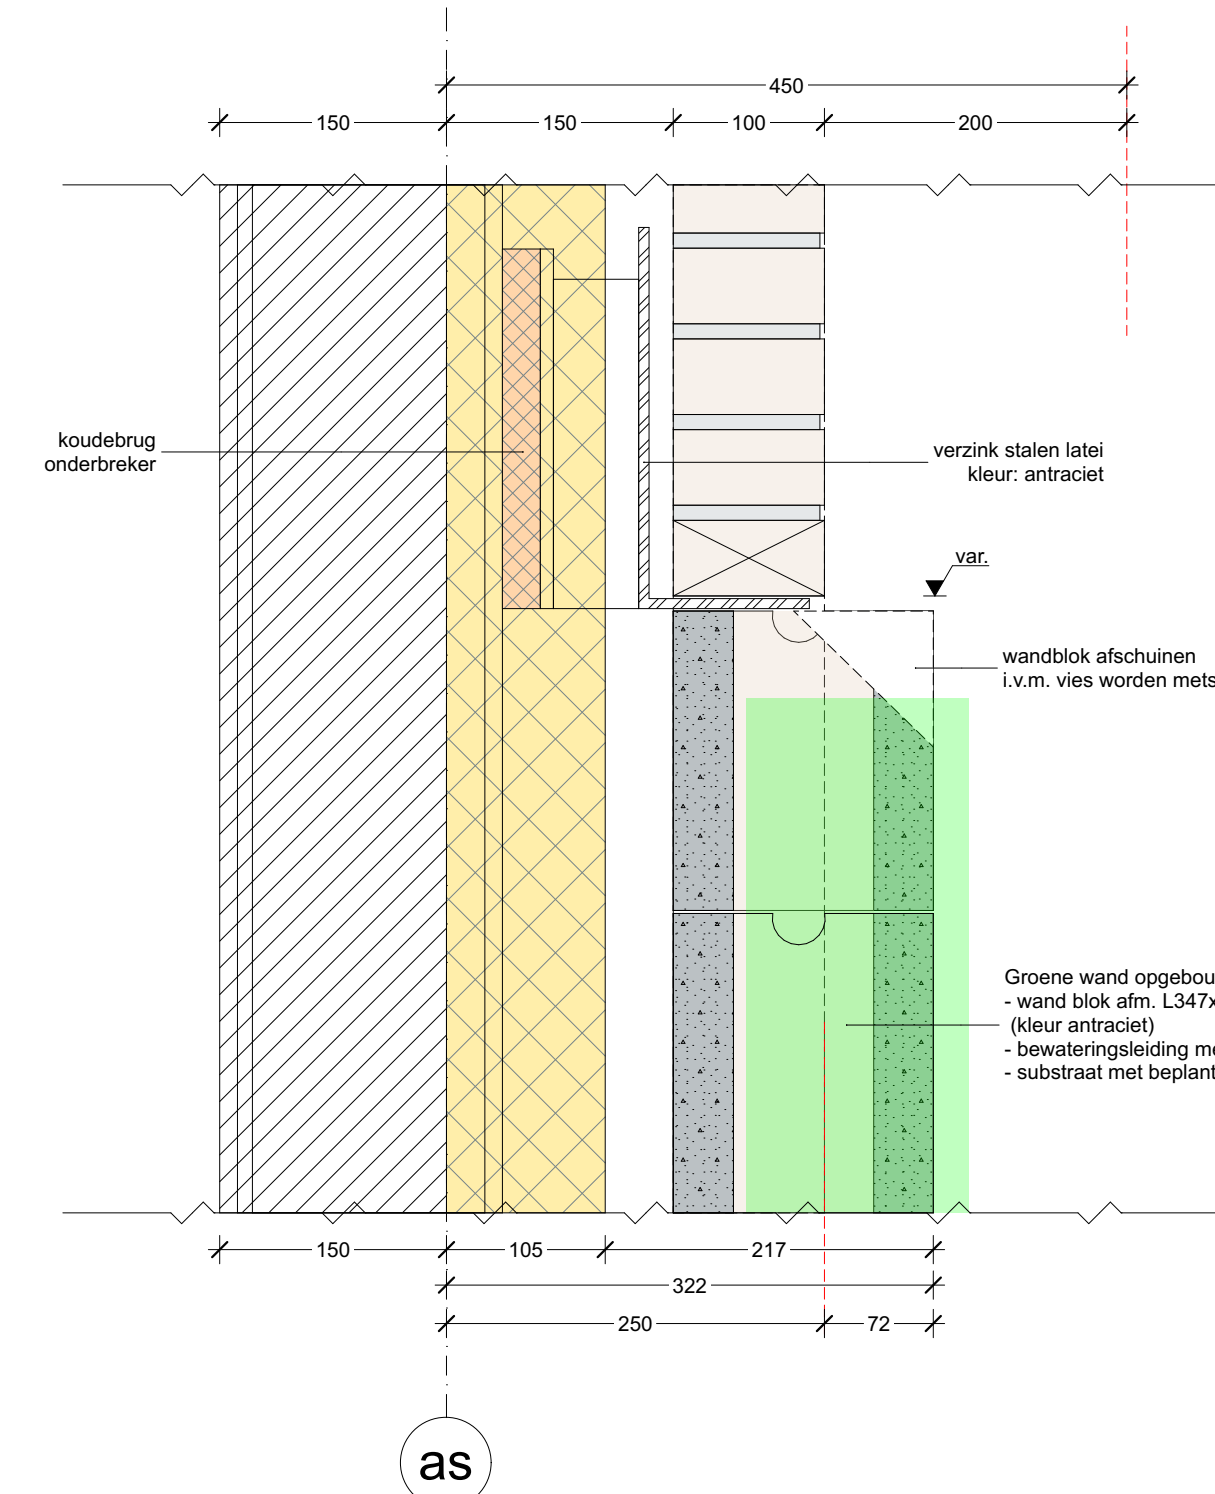 450
150
150
100
200
koudebrug
onderbreker
verzink stalen latei
kleur: antraciet
var.
wandblok afschuinen
i.v.m. vies worden mets
Groene wand opgebou
- wand blok afm. L347x
(kleur antraciet)
- bewateringsleiding me
- substraat met beplant
150
105
217
322
250
72
as